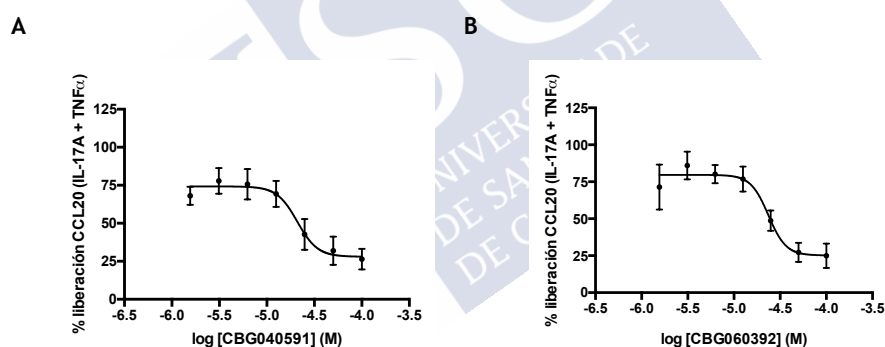 A
B
% liberación CCL20 (IL-17A + TNFα)
125
100
75
50
25
0
-6.5 -6.0 -5.5 -5.0 -4.5 -4.0 -3.5
log [CBG040591] (M)
% liberación CCL20 (IL-17A + TNFα)
125
100
75
50
25
0
-6.5 -6.0 -5.5 -5.0 -4.5 -4.0 -3.5
log [CBG060392] (M)